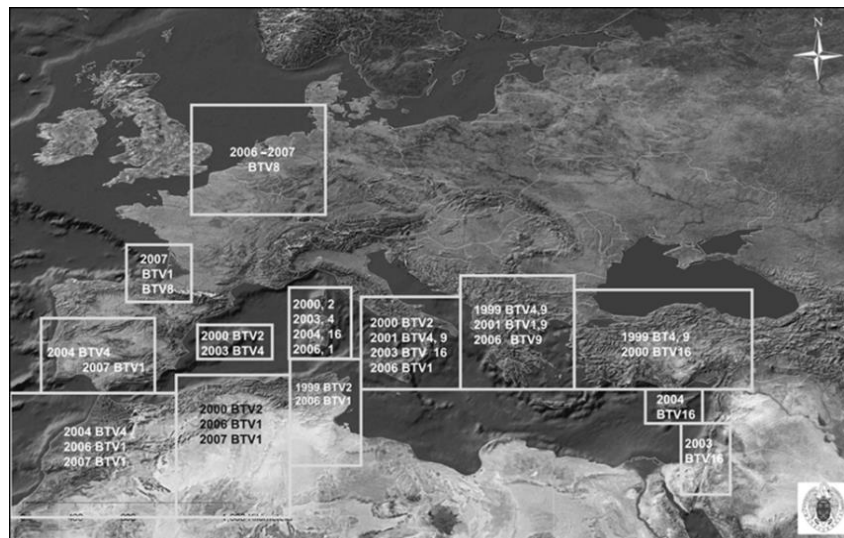 N
2006 –2007
BTV8
2007
BTV1
BTV8
2004 BTV4
2007 BTV1
2000 BTV2
2003 BTV4
2000, 2
2003, 4
2004, 16
2006, 1
2000 BTV2
2001 BTV4, 9
2003 BTV 16
2006 BTV1
1999 BTV4,9
2001 BTV1,9
2006 BTV9
1999 BT4, 9
2000 BTV16
2004 BTV4
2006 BTV1
2007 BTV1
2000 BTV2
2006 BTV1
2007 BTV1
1999 BTV2
2006 BTV1
2004
BTV16
2003
BTV16